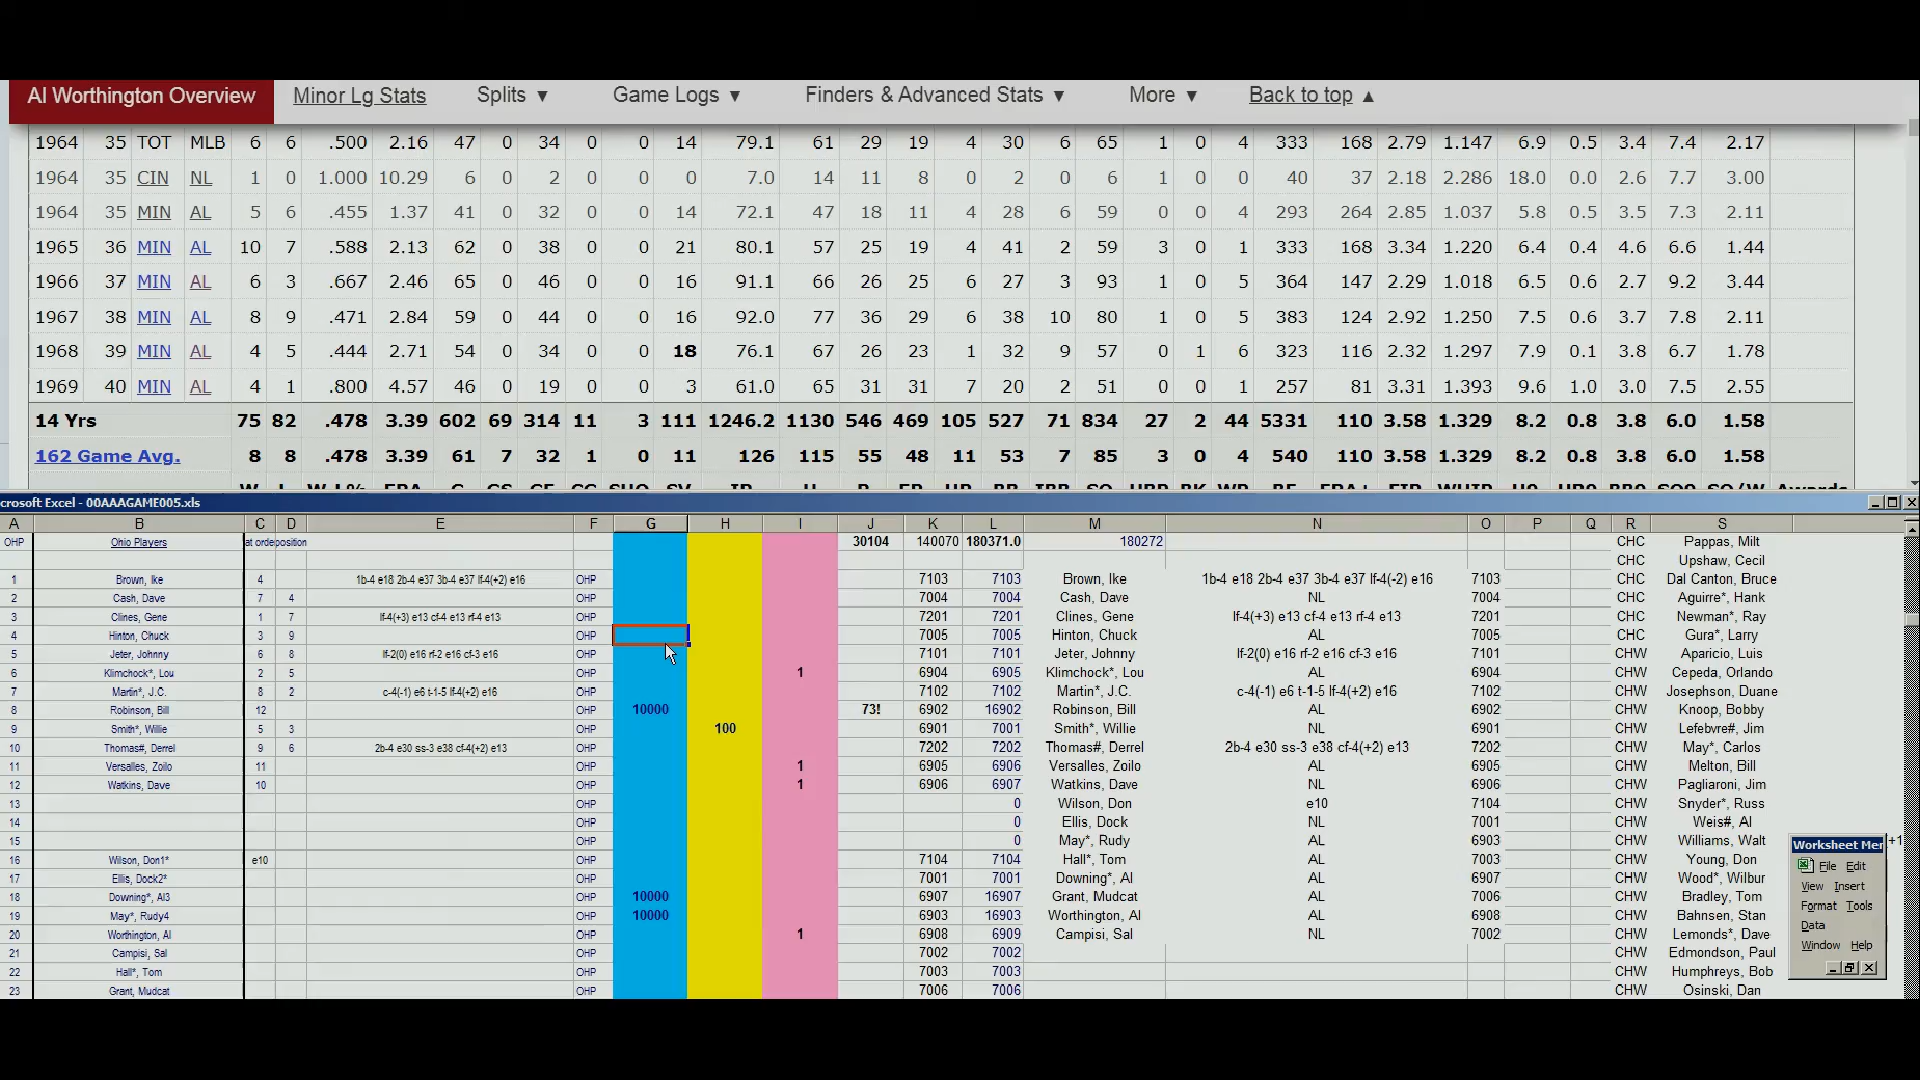 Al Worthington Overview Minor Lg Stats Splits ▼ Game Logs ▼ Finders & Advanced Stats ▼ More ▼ Back to top ▲
1964 35 TOT MLB 6 6 .500 2.16 47 0 34 0 0 14 79.1 61 29 19 4 30 6 65 1 0 4 333 168 2.79 1.147 6.9 0.5 3.4 7.4 2.17
1964 35 CIN NL 1 0 1.000 10.29 6 0 2 0 0 0 7.0 14 11 8 0 2 0 6 1 0 0 40 37 2.18 2.286 18.0 0.0 2.6 7.7 3.00
1964 35 MIN AL 5 6 .455 1.37 41 0 32 0 0 14 72.1 47 18 11 4 28 6 59 0 0 4 293 264 2.85 1.037 5.8 0.5 3.5 7.3 2.11
1965 36 MIN AL 10 7 .588 2.13 62 0 38 0 0 21 80.1 57 25 19 4 41 2 59 3 0 1 333 168 3.34 1.220 6.4 0.4 4.6 6.6 1.44
1966 37 MIN AL 6 3 .667 2.46 65 0 46 0 0 16 91.1 66 26 25 6 27 3 93 1 0 5 364 147 2.29 1.018 6.5 0.6 2.7 9.2 3.44
1967 38 MIN AL 8 9 .471 2.84 59 0 44 0 0 16 92.0 77 36 29 6 38 10 80 1 0 5 383 124 2.92 1.250 7.5 0.6 3.7 7.8 2.11
1968 39 MIN AL 4 5 .444 2.71 54 0 34 0 0 18 76.1 67 26 23 1 32 9 57 0 1 6 323 116 2.32 1.297 7.9 0.1 3.8 6.7 1.78
1969 40 MIN AL 4 1 .800 4.57 46 0 19 0 0 3 61.0 65 31 31 7 20 2 51 0 0 1 257 81 3.31 1.393 9.6 1.0 3.0 7.5 2.55
14 Yrs 75 82 .478 3.39 602 69 314 11 3 111 1246.2 1130 546 469 105 527 71 834 27 2 44 5331 110 3.58 1.329 8.2 0.8 3.8 6.0 1.58
162 Game Avg. 8 8 .478 3.39 61 7 32 1 0 11 126 115 55 48 11 53 7 85 3 0 4 540 110 3.58 1.329 8.2 0.8 3.8 6.0 1.58
crosoft Excel - 00AAAGAME005.xls
A B C D E F G H I J K L M N O P Q R S
OHP Ohio Players at orde position 30104 140070 180371.0 180272 CHC Pappas, Milt
CHC Upshaw, Cecil
1 Brown, Ike 4 1b-4 e18 2b-4 e37 3b-4 e37 lf-4(+2) e16 OHP 7103 7103 Brown, Ike 1b-4 e18 2b-4 e37 3b-4 e37 lf-4(-2) e16 7103 CHC Dal Canton, Bruce
2 Cash, Dave 7 4 OHP 7004 7004 Cash, Dave NL 7004 CHC Aguirre*, Hank
3 Clines, Gene 1 7 lf-4(+3) e13 cf-4 e13 rf-4 e13 OHP 7201 7201 Clines, Gene lf-4(+3) e13 cf-4 e13 rf-4 e13 7201 CHC Newman*, Ray
4 Hinton, Chuck 3 9 OHP 7005 7005 Hinton, Chuck AL 7005 CHC Gura*, Larry
5 Jeter, Johnny 6 8 lf-2(0) e16 rf-2 e16 cf-3 e16 OHP 7101 7101 Jeter, Johnny lf-2(0) e16 rf-2 e16 cf-3 e16 7101 CHW Aparicio, Luis
6 Klimchock*, Lou 2 5 OHP 1 6904 6905 Klimchock*, Lou AL 6904 CHW Cepeda, Orlando
7 Martin*, J.C. 8 2 c-4(-1) e6 t-1-5 lf-4(+2) e16 OHP 7102 7102 Martin*, J.C. c-4(-1) e6 t-1-5 lf-4(+2) e16 7102 CHW Josephson, Duane
8 Robinson, Bill 12 OHP 10000 73! 6902 16902 Robinson, Bill AL 6902 CHW Knoop, Bobby
9 Smith*, Willie 5 3 OHP 100 6901 7001 Smith*, Willie NL 6901 CHW Lefebvre#, Jim
10 Thomas#, Derrel 9 6 2b-4 e30 ss-3 e38 cf-4(+2) e13 OHP 7202 7202 Thomas#, Derrel 2b-4 e30 ss-3 e38 cf-4(+2) e13 7202 CHW May*, Carlos
11 Versalles, Zoilo 11 OHP 1 6905 6906 Versalles, Zoilo AL 6905 CHW Melton, Bill
12 Watkins, Dave 10 OHP 1 6906 6907 Watkins, Dave NL 6906 CHW Pagliaroni, Jim
13 OHP 0 Wilson, Don e10 7104 CHW Snyder*, Russ
14 OHP 0 Ellis, Dock NL 7001 CHW Weis#, Al
15 OHP 0 May*, Rudy AL 6903 CHW Williams, Walt +1
16 Wilson, Don1* e10 OHP 7104 7104 Hall*, Tom AL 7003 CHW Young, Don
17 Ellis, Dock2* OHP 7001 7001 Downing*, Al AL 6907 CHW Wood*, Wilbur
18 Downing*, Al3 OHP 10000 6907 16907 Grant, Mudcat AL 7006 CHW Bradley, Tom
19 May*, Rudy4 OHP 10000 6903 16903 Worthington, Al AL 6908 CHW Bahnsen, Stan
20 Worthington, Al OHP 1 6908 6909 Campisi, Sal NL 7002 CHW Lemonds*, Dave
21 Campisi, Sal OHP 7002 7002 CHW Edmondson, Paul
22 Hall*, Tom OHP 7003 7003 CHW Humphreys, Bob
23 Grant, Mudcat OHP 7006 7006 CHW Osinski, Dan
Worksheet Mer
File Edit
View Insert
Format Tools
Data
Window Help